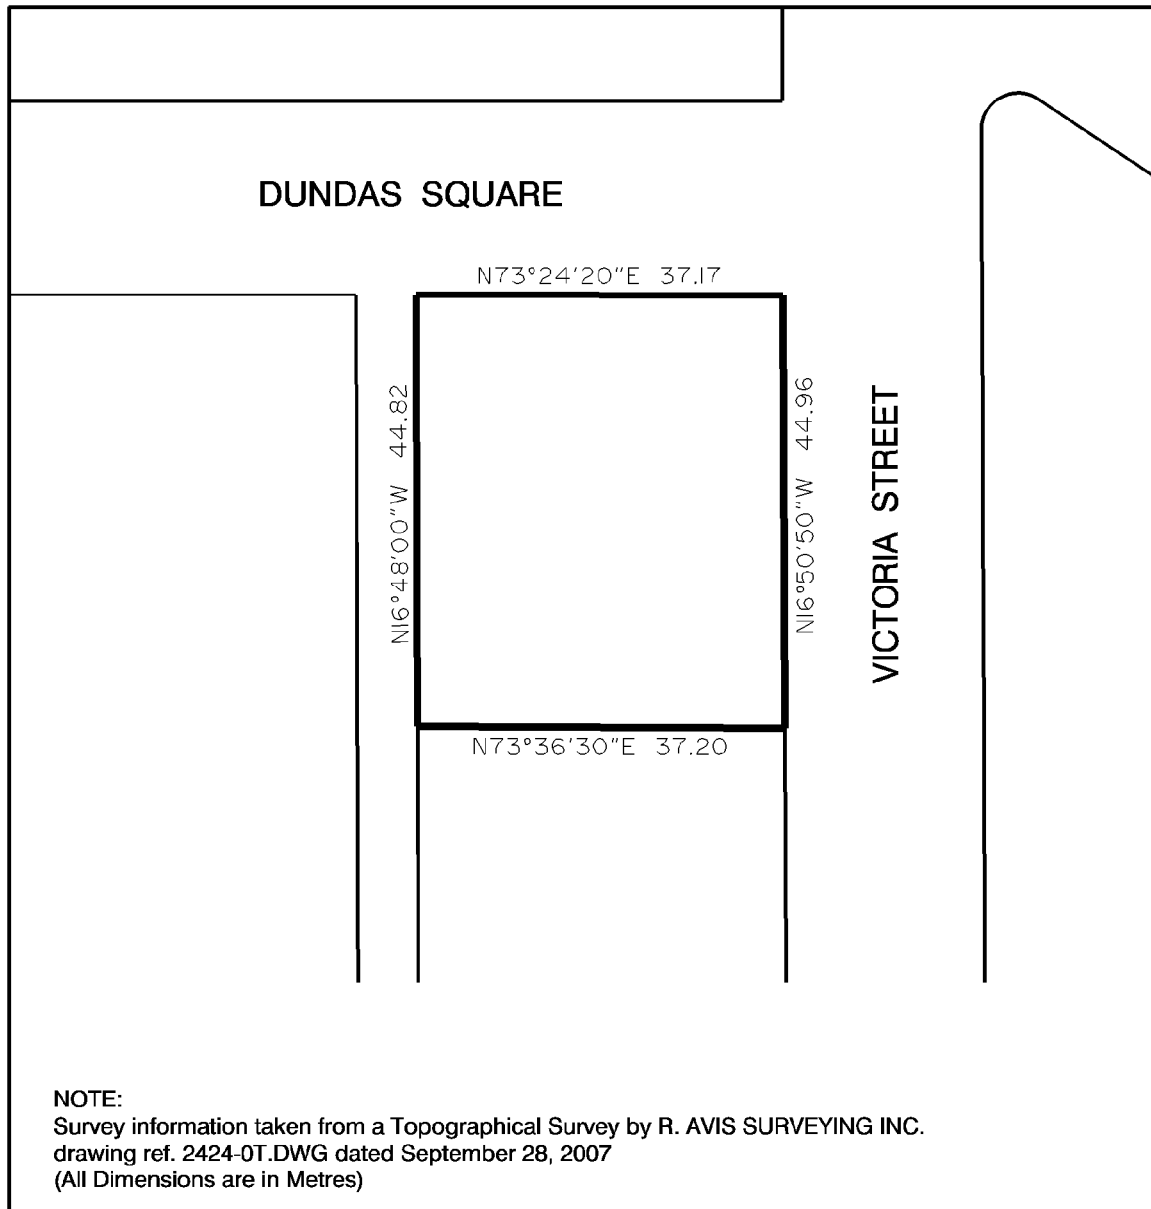 DUNDAS SQUARE
N73°24'20"E 37.17
N16°48'00"W 44.82
N16°50'50"W 44.96
VICTORIA STREET
N73°36'30"E 37.20
NOTE:
Survey information taken from a Topographical Survey by R. AVIS SURVEYING INC.
drawing ref. 2424-0T.DWG dated September 28, 2007
(All Dimensions are in Metres)